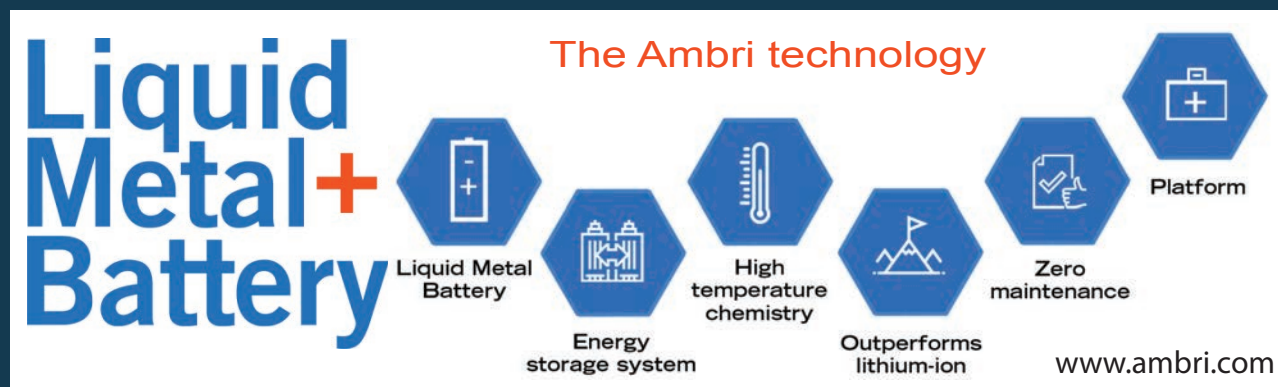 Liquid
Metal+
Battery
The Ambri technology
Liquid Metal
Battery
Energy
storage system
High
temperature
chemistry
Outperforms
lithium-ion
Zero
maintenance
Platform
www.ambri.com